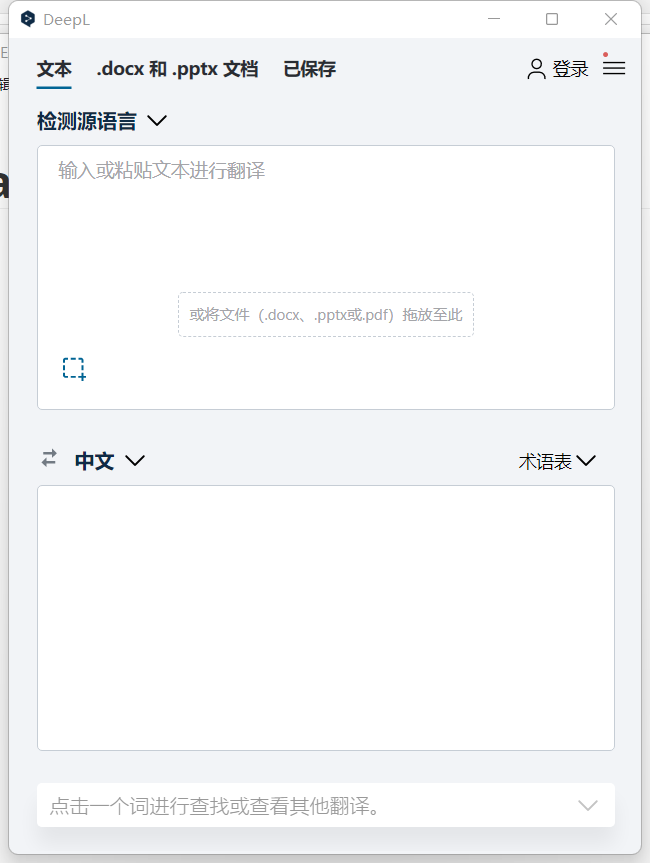 DeepL
文本 .docx 和 .pptx 文档 已保存 登录
检测源语言
输入或粘贴文本进行翻译
或将文件（.docx、.pptx或.pdf）拖放至此
中文 术语表
点击一个词进行查找或查看其他翻译。